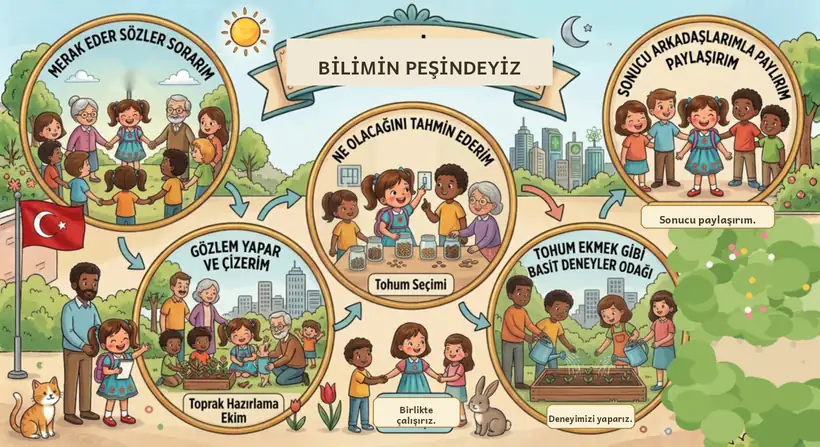 BİLİMİN PEŞİNDEYİZ
MERAK EDER SÖZLER SORARIM
GÖZLEM YAPAR
VE ÇİZERİM
Toprak Hazırlama
Ekim
NE OLACAĞINI TAHMİN EDERİM
Tohum Seçimi
Birlikte
çalışırız.
TOHUM EKMEK GİBİ
BASİT DENEYLER ODAĞI
Deneyimizi yaparız.
SONUCU ARKADAŞLARIMLA PAYLIRIM
PAYLAŞIRIM
Sonucu paylaşırım.